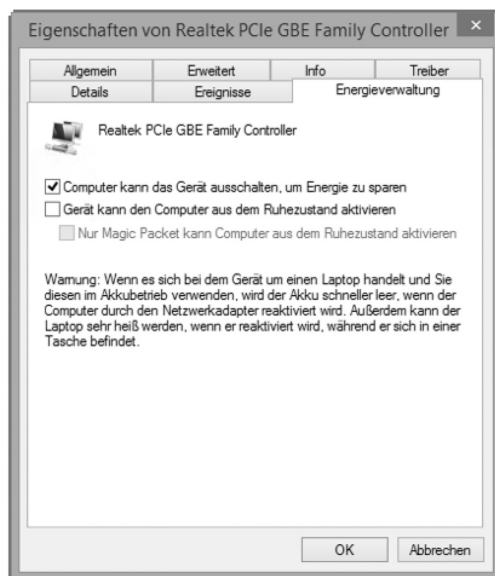 Eigenschaften von Realtek PCIe GBE Family Controller
Allgemein Erweitert Info Treiber
Details Ereignisse Energieverwaltung
Realtek PCIe GBE Family Controller
Computer kann das Gerät ausschalten, um Energie zu sparen
Gerät kann den Computer aus dem Ruhezustand aktivieren
Nur Magic Packet kann Computer aus dem Ruhezustand aktivieren
Warnung: Wenn es sich bei dem Gerät um einen Laptop handelt und Sie
diesen im Akkubetrieb verwenden, wird der Akku schneller leer, wenn der
Computer durch den Netzwerkadapter reaktiviert wird. Außerdem kann der
Laptop sehr heiß werden, wenn er reaktiviert wird, während er sich in einer
Tasche befindet.
OK Abbrechen